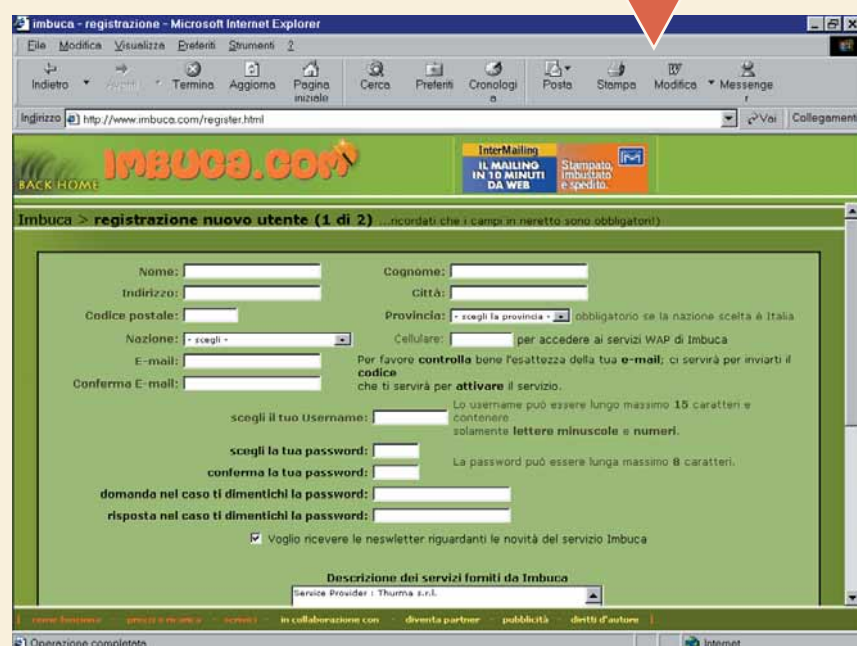 imbuca - registrazione - Microsoft Internet Explorer
File Modifica Visualizza Preferiti Strumenti ?
Indietro Avanti Termina Aggiorna Pagina iniziale Cerca Preferiti Cronologia Posta Stampa Modifica Messenger
Indirizzo http://www.imbuca.com/register.html Vai Collegamenti
BACK HOME IMBUCA.COM
InterMailing
IL MAILING IN 10 MINUTI DA WEB
Stampato, imbustato e spedito.
Imbuca > registrazione nuovo utente (1 di 2) ...ricordati che i campi in neretto sono obbligatori!)
Nome: Cognome:
Indirizzo: Città:
Codice postale: Provincia: - scegli la provincia - obbligatorio se la nazione scelta è Italia
Nazione: - scegli - Cellulare: per accedere ai servizi WAP di Imbuca
E-mail: Per favore controlla bene l'esattezza della tua e-mail; ci servirà per inviarti il
codice
Conferma E-mail: che ti servirà per attivare il servizio.
scegli il tuo Username: Lo username può essere lungo massimo 15 caratteri e
contenere
solamente lettere minuscole e numeri.
scegli la tua password:
conferma la tua password: La password può essere lunga massimo 8 caratteri.
domanda nel caso ti dimentichi la password:
risposta nel caso ti dimentichi la password:
Voglio ricevere le neswletter riguardanti le novità del servizio Imbuca
Descrizione dei servizi forniti da Imbuca
Service Provider : Thurma s.r.l.
come funziona prezzi e ricarica scrivici in collaborazione con diventa partner pubblicità diritti d'autore
Operazione completata Internet